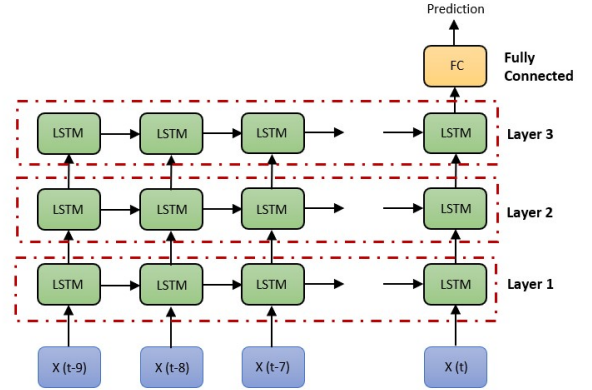 Prediction
FC
Fully
Connected
LSTM LSTM LSTM LSTM Layer 3
LSTM LSTM LSTM LSTM Layer 2
LSTM LSTM LSTM LSTM Layer 1
X (t-9) X (t-8) X (t-7) X (t)